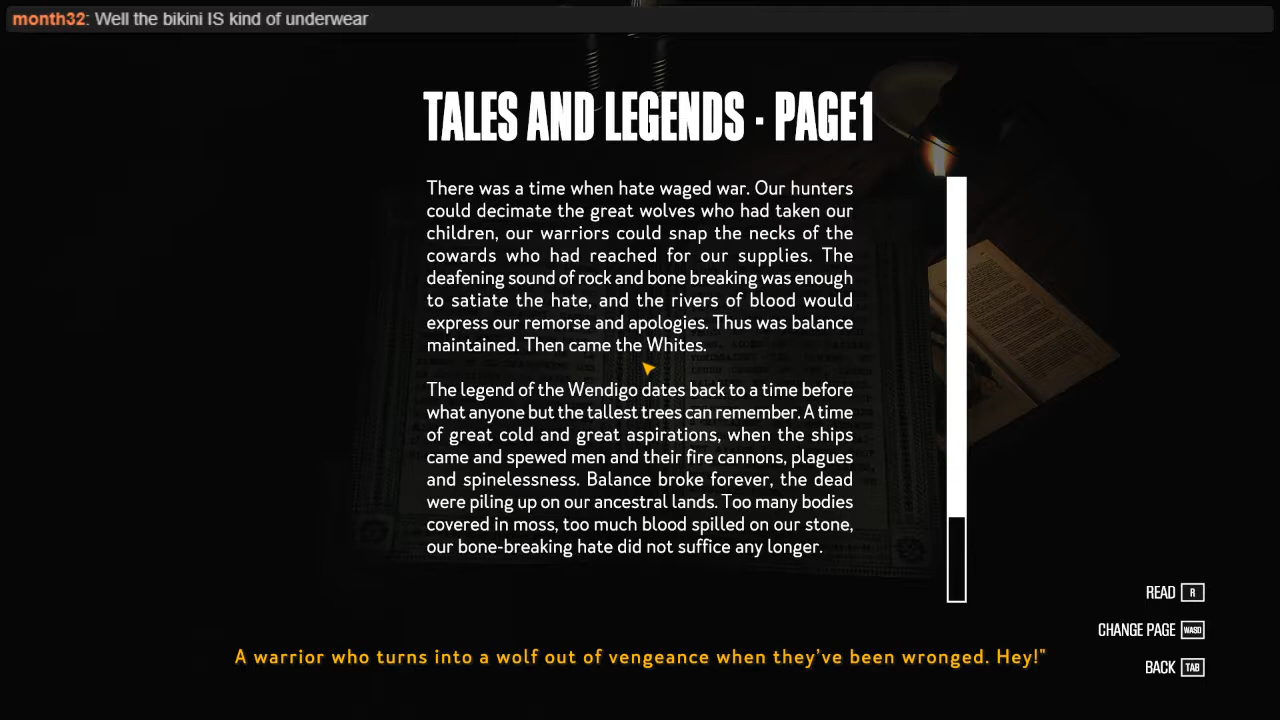 month32: Well the bikini IS kind of underwear
TALES AND LEGENDS - PAGE1
There was a time when hate waged war. Our hunters
could decimate the great wolves who had taken our
children, our warriors could snap the necks of the
cowards who had reached for our supplies. The
deafening sound of rock and bone breaking was enough
to satiate the hate, and the rivers of blood would
express our remorse and apologies. Thus was balance
maintained. Then came the Whites.
The legend of the Wendigo dates back to a time before
what anyone but the tallest trees can remember. A time
of great cold and great aspirations, when the ships
came and spewed men and their fire cannons, plagues
and spinelessness. Balance broke forever, the dead
were piling up on our ancestral lands. Too many bodies
covered in moss, too much blood spilled on our stone,
our bone-breaking hate did not suffice any longer.
READ R
CHANGE PAGE WASD
A warrior who turns into a wolf out of vengeance when they've been wronged. Hey!"
BACK TAB